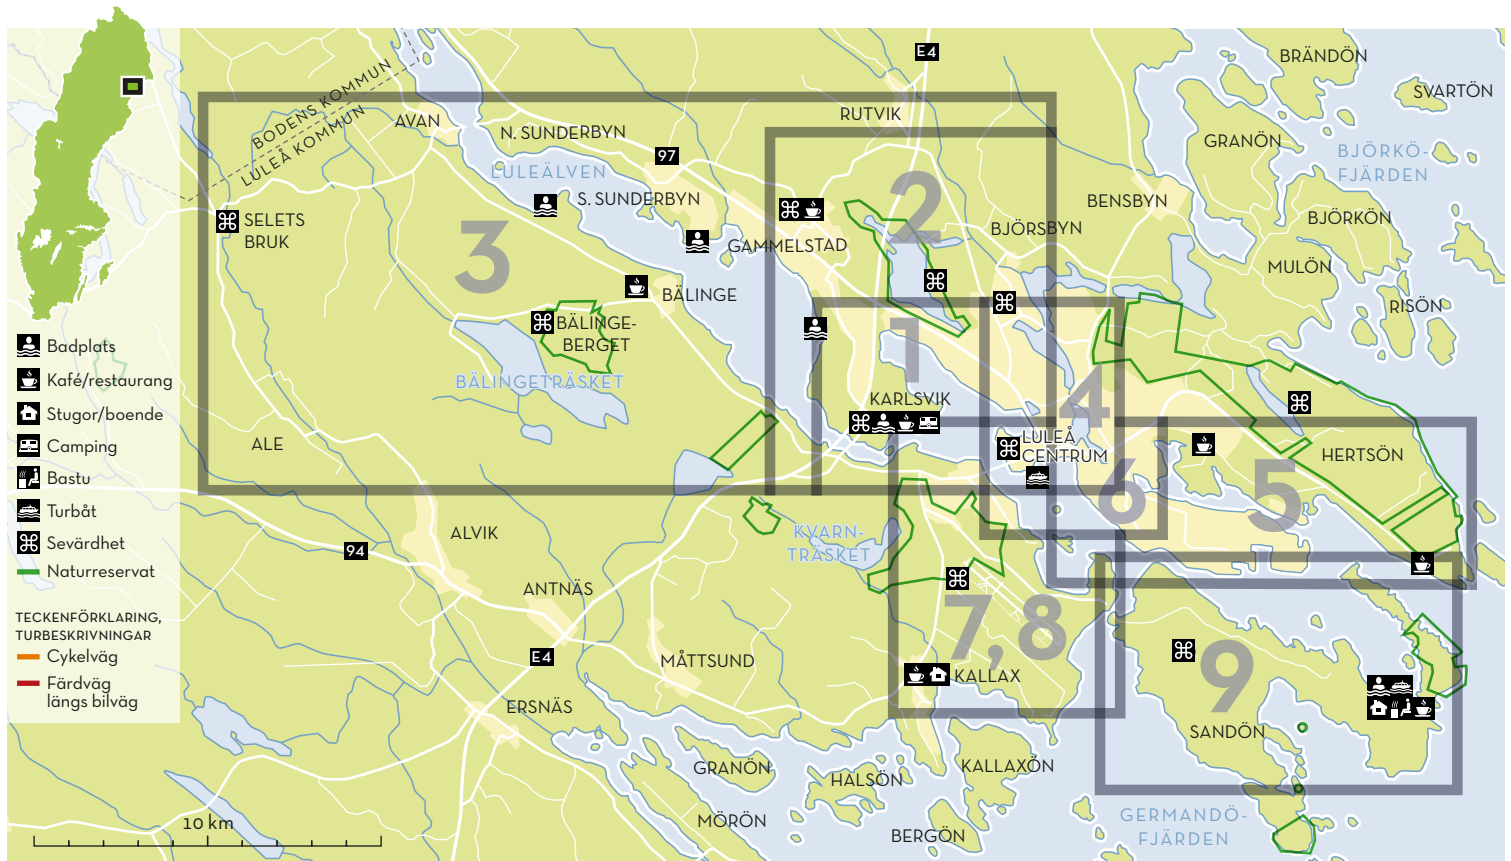 BODENS KOMMUN
LULEÅ KOMMUN
AVAN
N. SUNDERBYN
97
LULEÄLVEN
S. SUNDERBYN
SELETS
BRUK
3
GAMMELSTAD
BÄLINGE
BÄLINGE-
BERGET
BÄLINGETRÄSKET
ALE
E4
RUTVIK
2
BJÖRSBYN
BENSBYN
1
KARLSVIK
4
LULEÅ
CENTRUM
6
5
HERTSÖN
BRÄNDÖN
SVARTÖN
GRANÖN
BJÖRKÖ-
FJÄRDEN
BJÖRKÖN
MULÖN
RISÖN
ALVIK
94
ANTNÄS
E4
ERSNÄS
MÅTTSUND
KVARN-
TRÄSKET
7, 8
KALLAX
9
SANDÖN
GRANÖN
HALSÖN
KALLAXÖN
MÖRÖN
BERGÖN
GERMANDÖ-
FJÄRDEN
Badplats
Kafé/restaurang
Stugor/boende
Camping
Bastu
Turbåt
Sevärdhet
Naturreservat
TECKENFÖRKLARING,
TURBESKRIVNINGAR
Cykelväg
Färdväg
längs bilväg
10 km